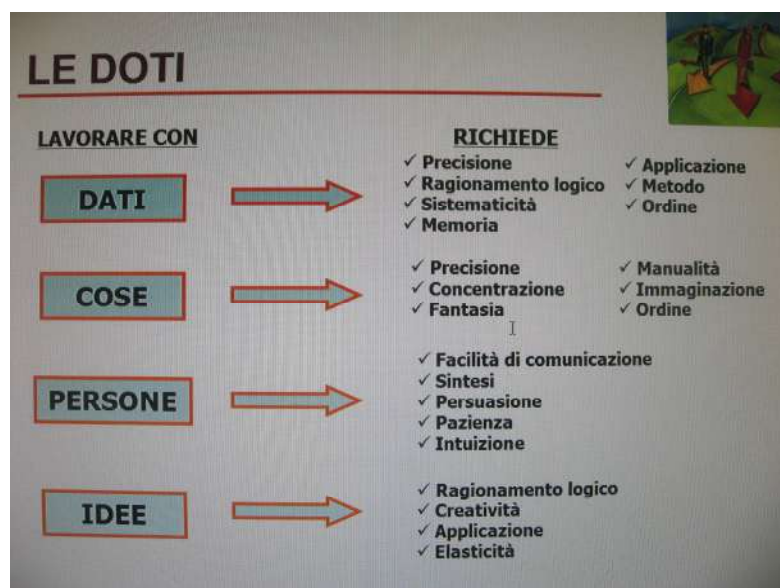 LE DOTI
LAVORARE CON
RICHIEDE
DATI
✓ Precisione
✓ Ragionamento logico
✓ Sistematicità
✓ Memoria
✓ Applicazione
✓ Metodo
✓ Ordine
COSE
✓ Precisione
✓ Concentrazione
✓ Fantasia
✓ Manualità
✓ Immaginazione
✓ Ordine
PERSONE
✓ Facilità di comunicazione
✓ Sintesi
✓ Persuasione
✓ Pazienza
✓ Intuizione
IDEE
✓ Ragionamento logico
✓ Creatività
✓ Applicazione
✓ Elasticità